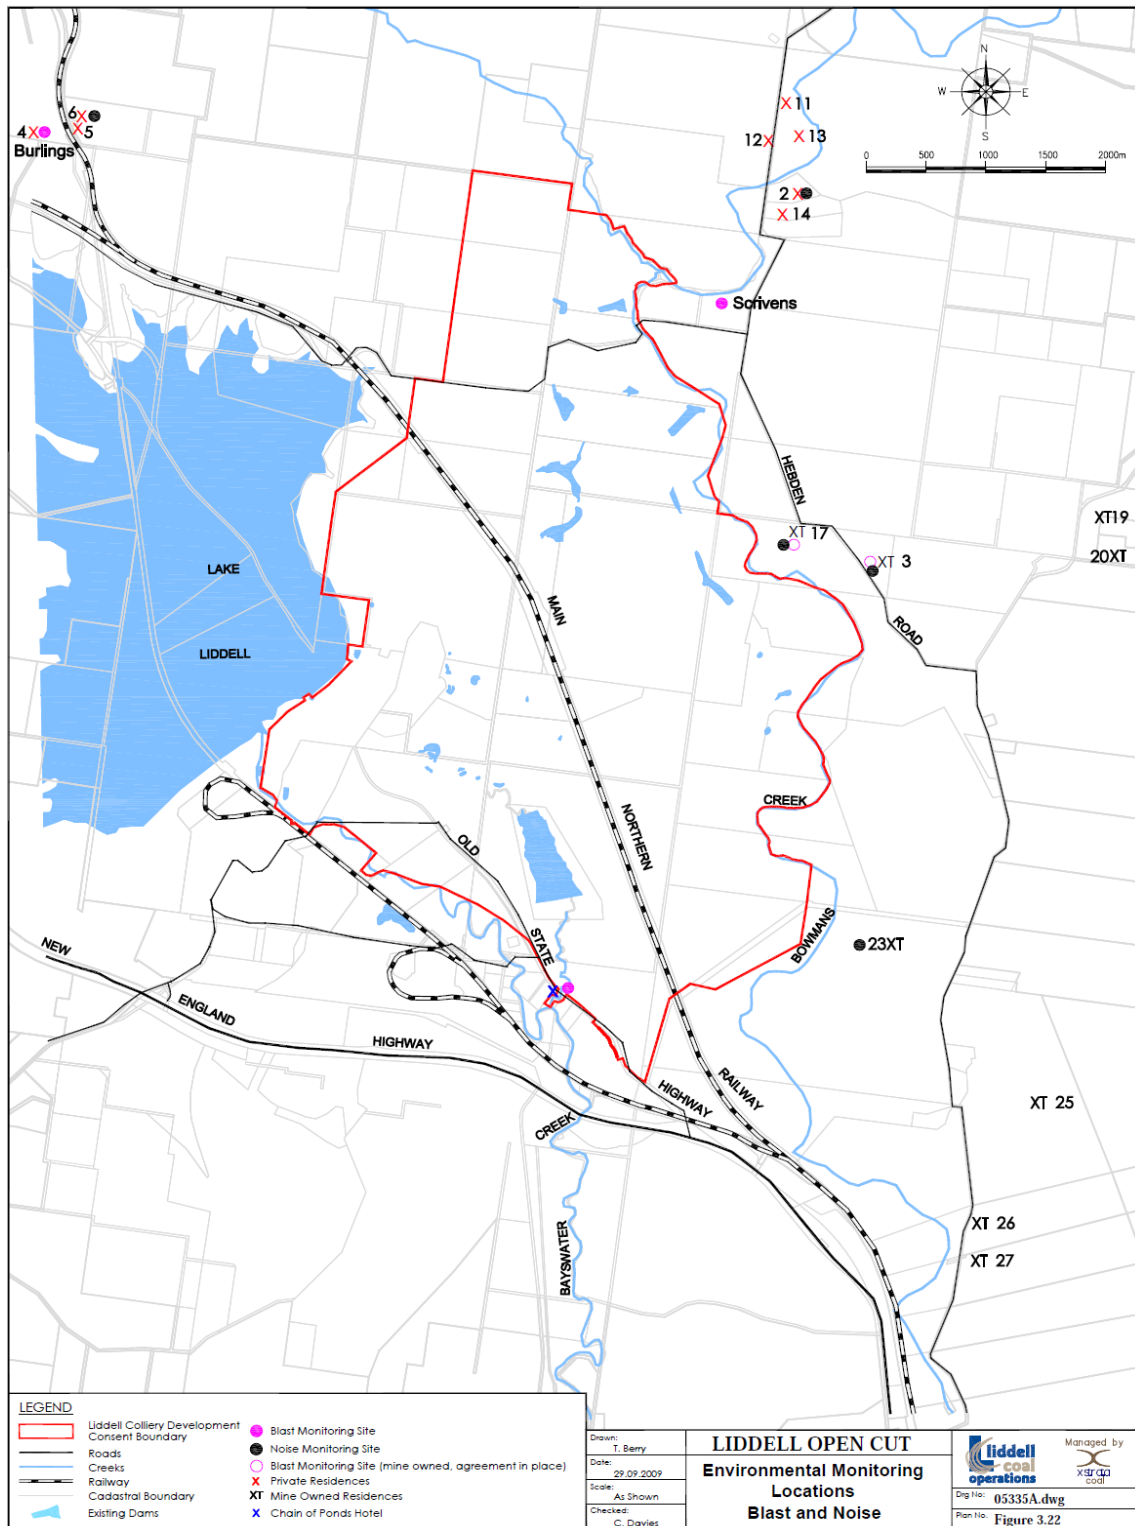 N
W
E
S
0 500 1000 1500 2000m
11
12
13
2
14
6
4
5
Burlings
Scrivens
HEBDEN
XT 17
XT 3
XT19
20XT
ROAD
LAKE
LIDDELL
MAIN
NORTHERN
CREEK
OLD
STATE
BOWMANS
23XT
NEW
ENGLAND
HIGHWAY
HIGHWAY
RAILWAY
CREEK
BAYSWATER
XT 25
XT 26
XT 27
LEGEND
Liddell Colliery Development
Consent Boundary
Roads
Creeks
Railway
Cadastral Boundary
Existing Dams
Blast Monitoring Site
Noise Monitoring Site
Blast Monitoring Site (mine owned, agreement in place)
X Private Residences
XT Mine Owned Residences
X Chain of Ponds Hotel
Drawn:
T. Berry
Date:
29.09.2009
Scale:
As Shown
Checked:
C. Davies
LIDDELL OPEN CUT
Environmental Monitoring
Locations
Blast and Noise
liddell
coal
operations
Managed by
xstrata
coal
Drg No: 05335A.dwg
Plan No. Figure 3.22